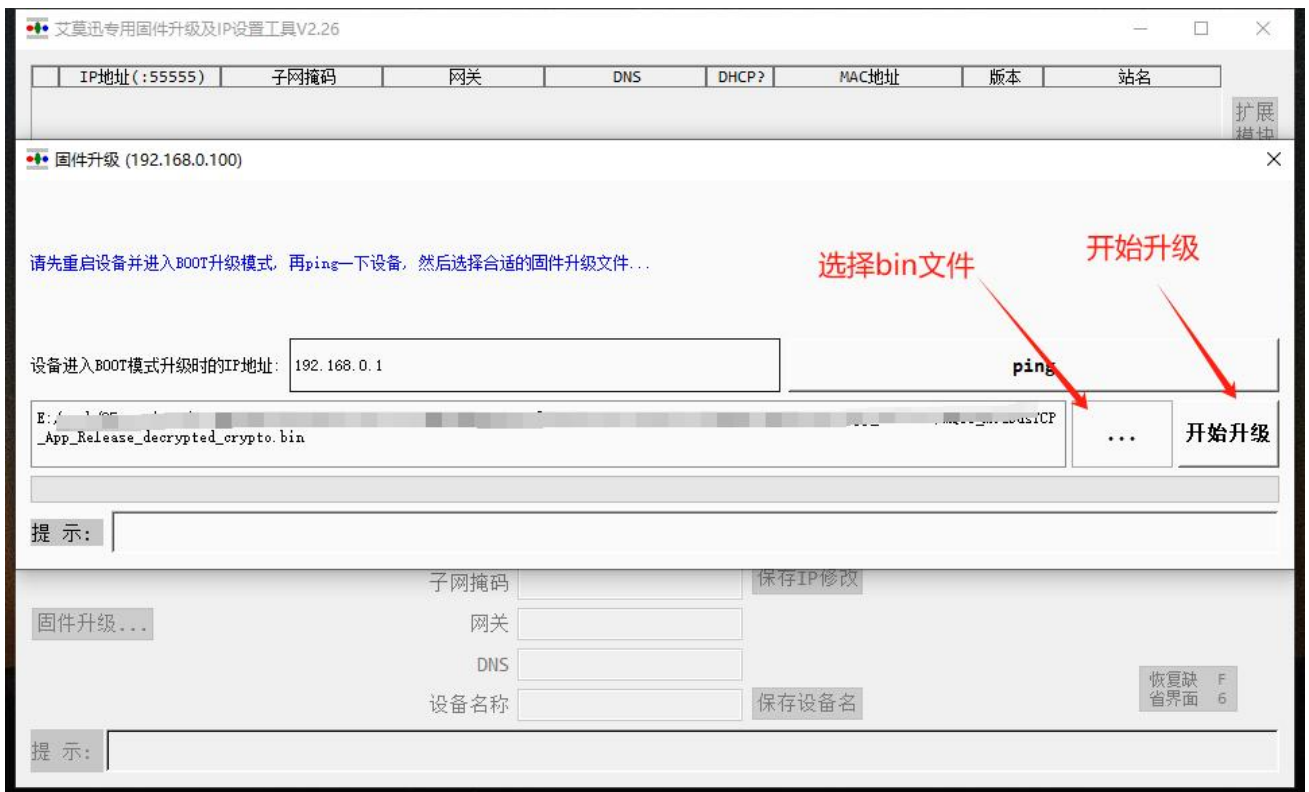 艾莫迅专用固件升级及IP设置工具V2.26
IP地址(:55555) 子网掩码 网关 DNS DHCP? MAC地址 版本 站名
扩展
模块
固件升级 (192.168.0.100)
请先重启设备并进入BOOT升级模式, 再ping一下设备, 然后选择合适的固件升级文件...
选择bin文件
开始升级
设备进入BOOT模式升级时的IP地址: 192.168.0.1 ping
E:/
_App_Release_decrypted_crypto.bin
... 开始升级
提 示:
子网掩码 保存IP修改
固件升级... 网关
DNS
设备名称 保存设备名
恢复缺 F
省界面 6
提 示: